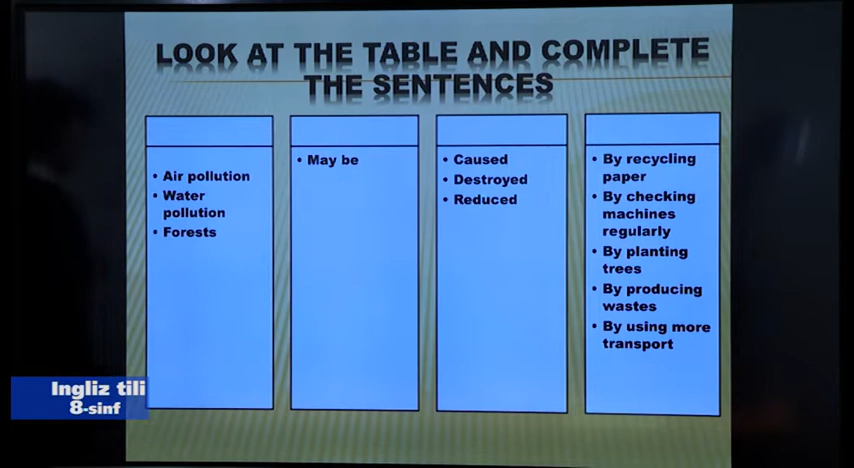 LOOK AT THE TABLE AND COMPLETE
THE SENTENCES
• Air pollution
• Water
pollution
• Forests
• May be
• Caused
• Destroyed
• Reduced
• By recycling
paper
• By checking
machines
regularly
• By planting
trees
• By producing
wastes
• By using more
transport
Ingliz tili
8-sinf